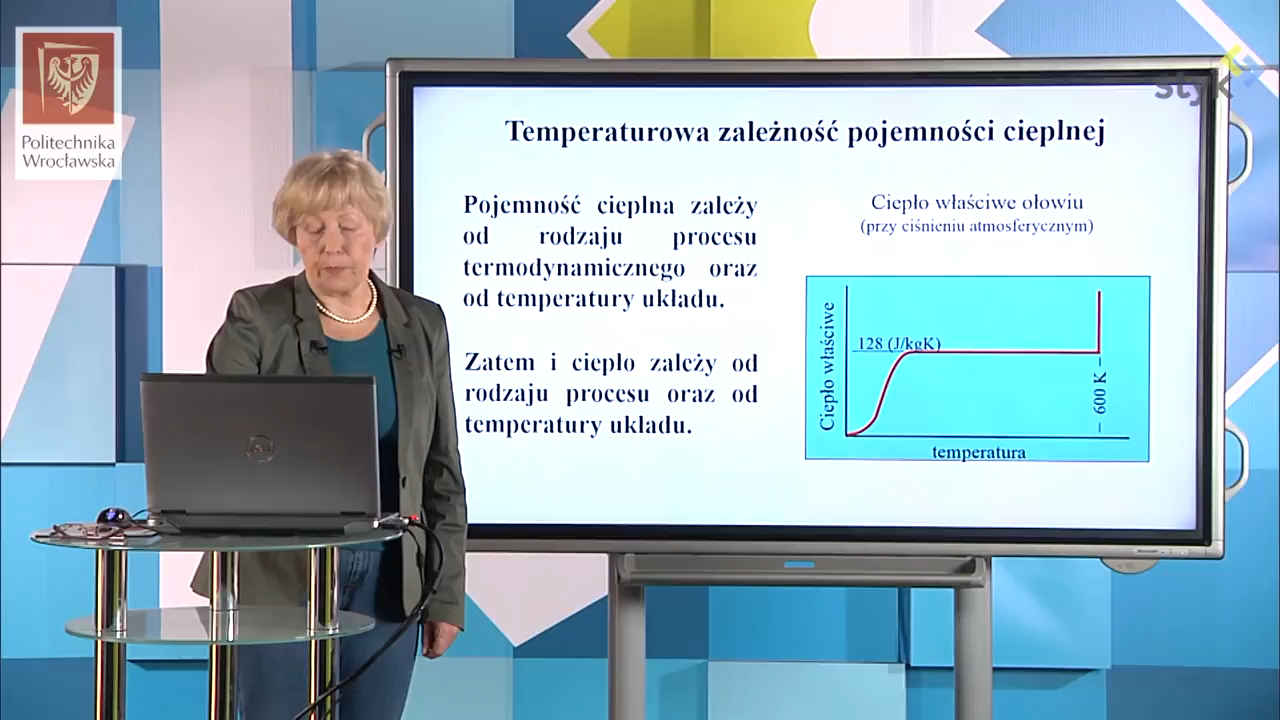 Politechnika
Wrocławska
styk
Temperaturowa zależność pojemności cieplnej
Pojemność cieplna zależy
od rodzaju procesu
termodynamicznego oraz
od temperatury układu.
Zatem i ciepło zależy od
rodzaju procesu oraz od
temperatury układu.
Ciepło właściwe ołowiu
(przy ciśnieniu atmosferycznym)
Ciepło właściwe
128 (J/kgK)
– 600 K –
temperatura